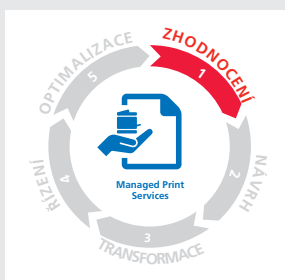 ZHODNOCENÍ
1
NÁVRH
2
TRANSFORMACE
3
ŘÍZENÍ
4
OPTIMALIZACE
5
Managed Print
Services